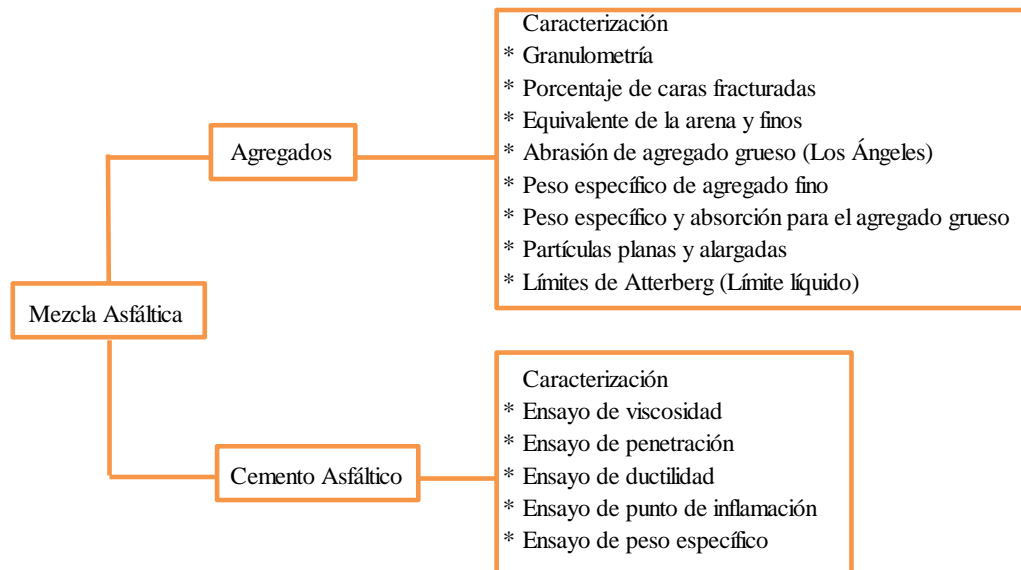 Mezcla Asfáltica
Agregados
Caracterización
* Granulometría
* Porcentaje de caras fracturadas
* Equivalente de la arena y finos
* Abrasión de agregado grueso (Los Ángeles)
* Peso específico de agregado fino
* Peso específico y absorción para el agregado grueso
* Partículas planas y alargadas
* Límites de Atterberg (Límite líquido)
Cemento Asfáltico
Caracterización
* Ensayo de viscosidad
* Ensayo de penetración
* Ensayo de ductilidad
* Ensayo de punto de inflamación
* Ensayo de peso específico